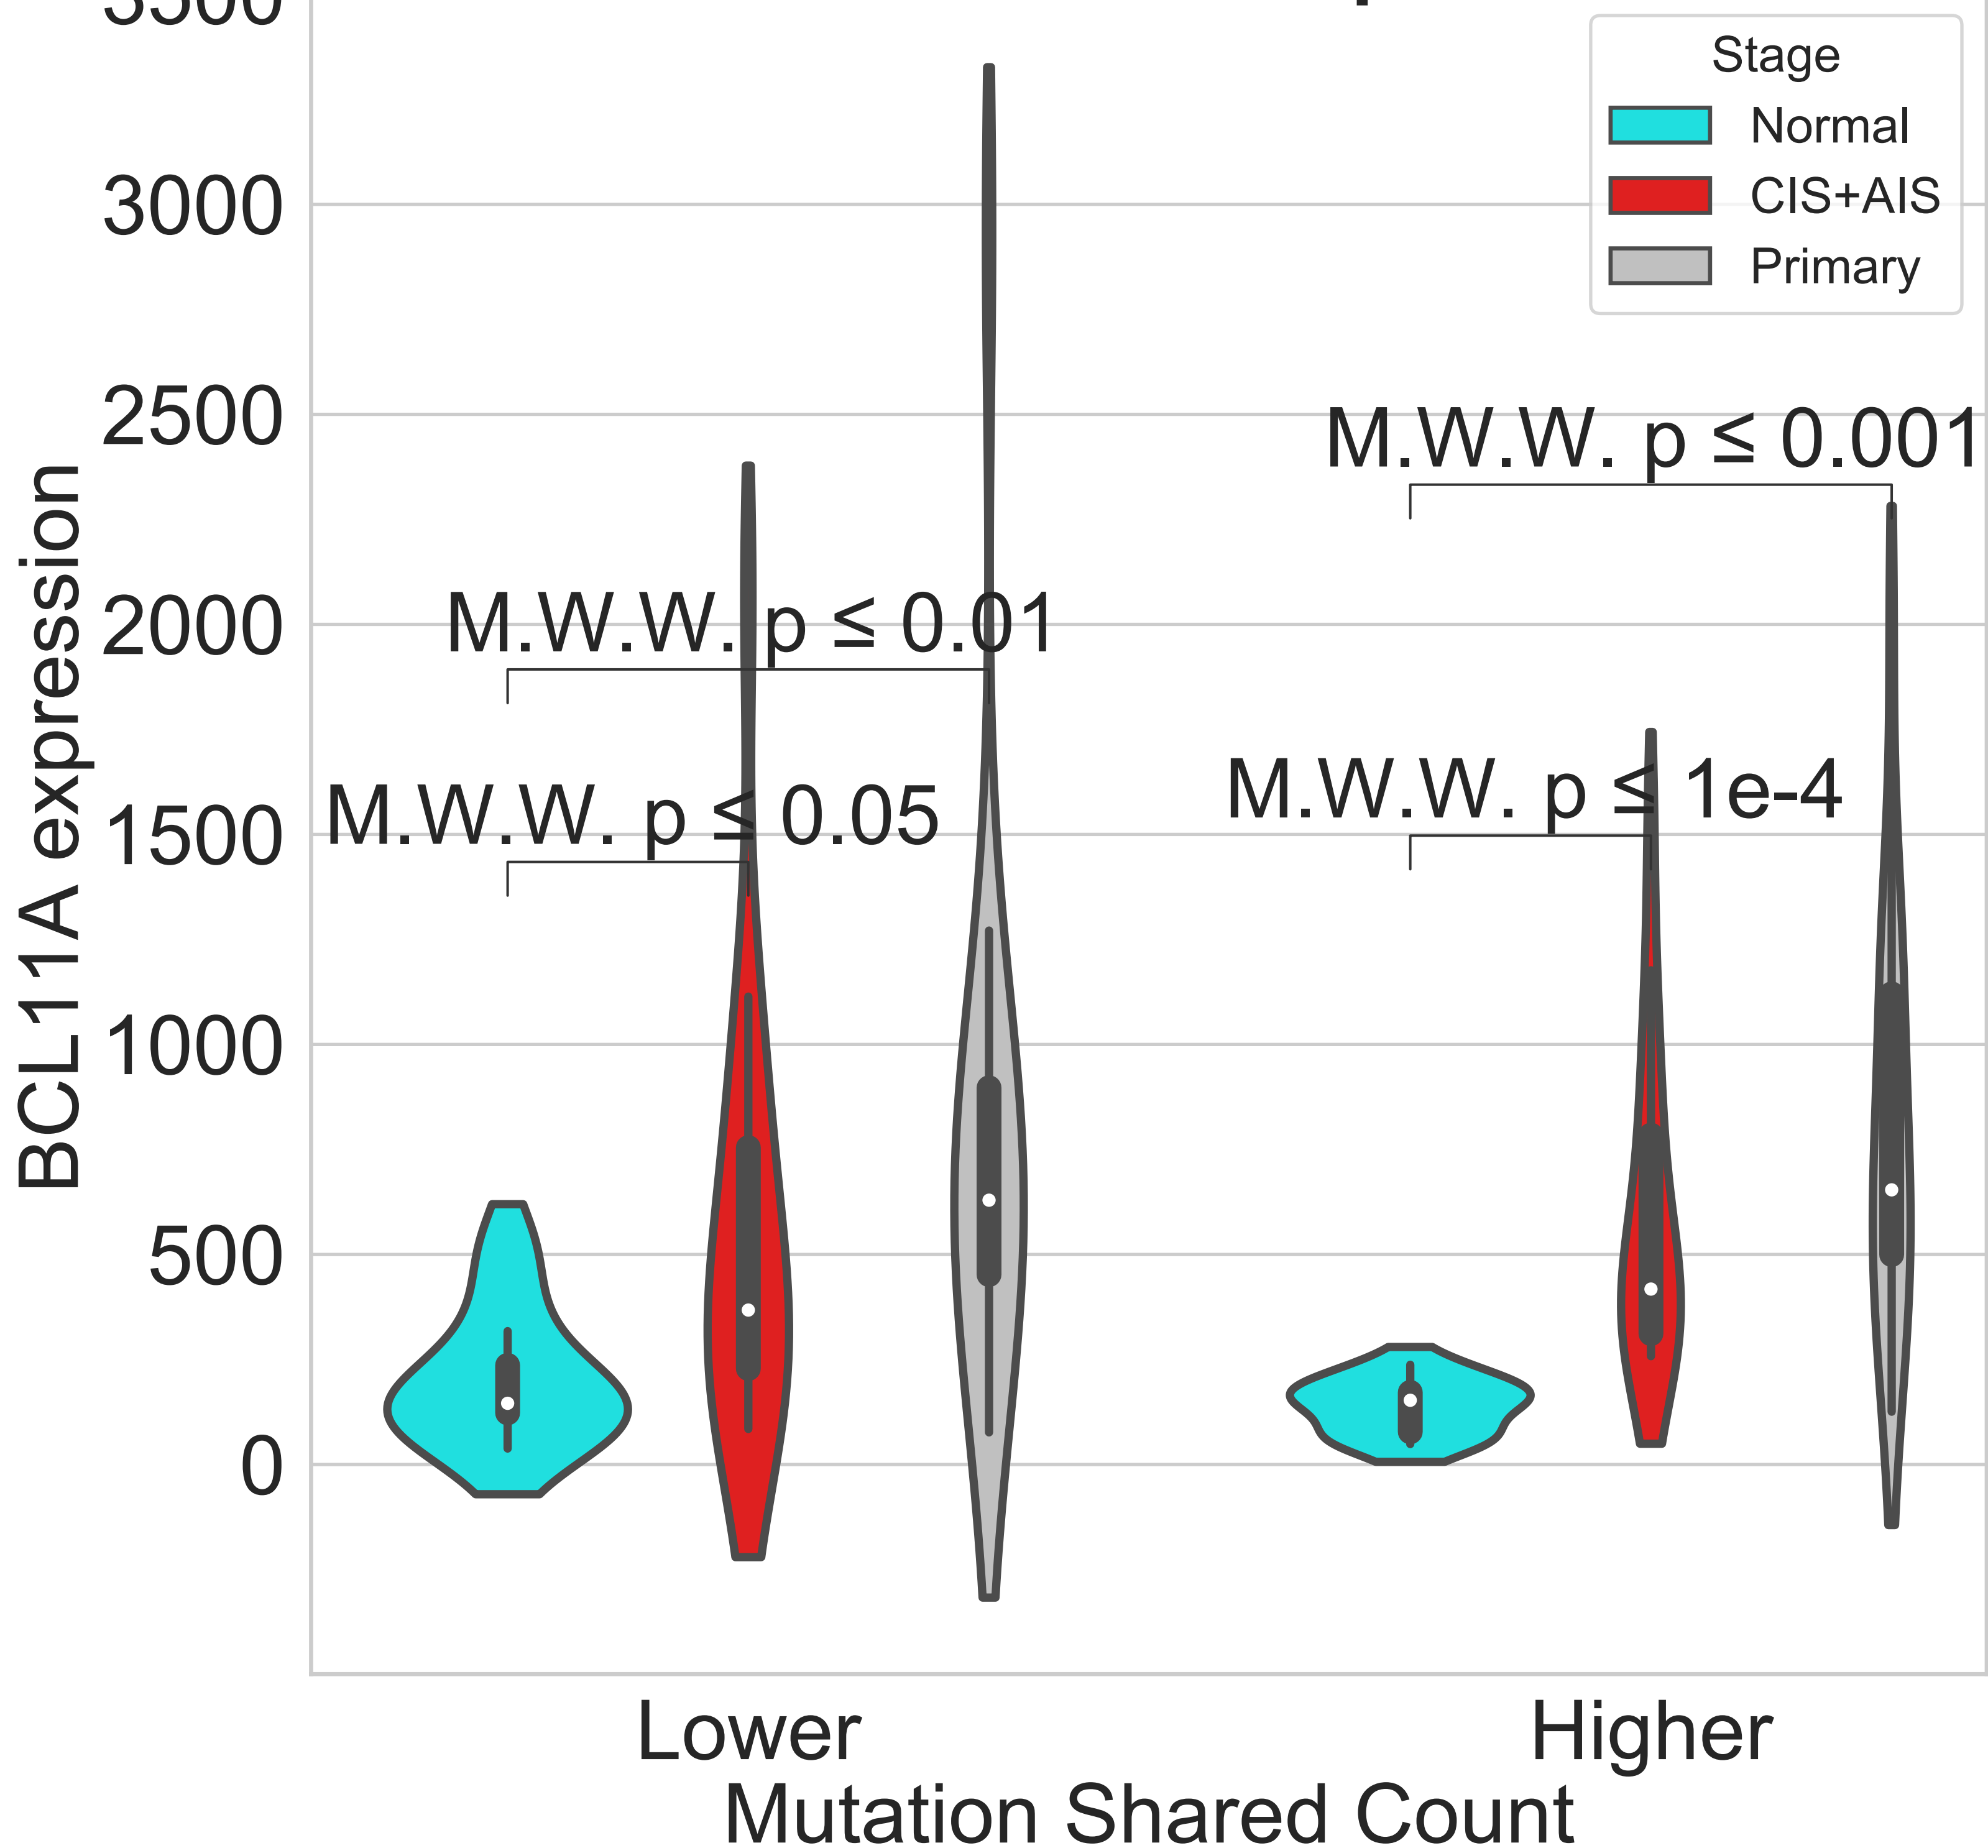 3500
Stage
Normal
CIS+AIS
Primary
3000
2500
2000
1500
1000
500
0
BCL11A expression
M.W.W. p ≤ 0.001
M.W.W. p ≤ 0.01
M.W.W. p ≤ 0.05
M.W.W. p ≤ 1e-4
Lower
Higher
Mutation Shared Count